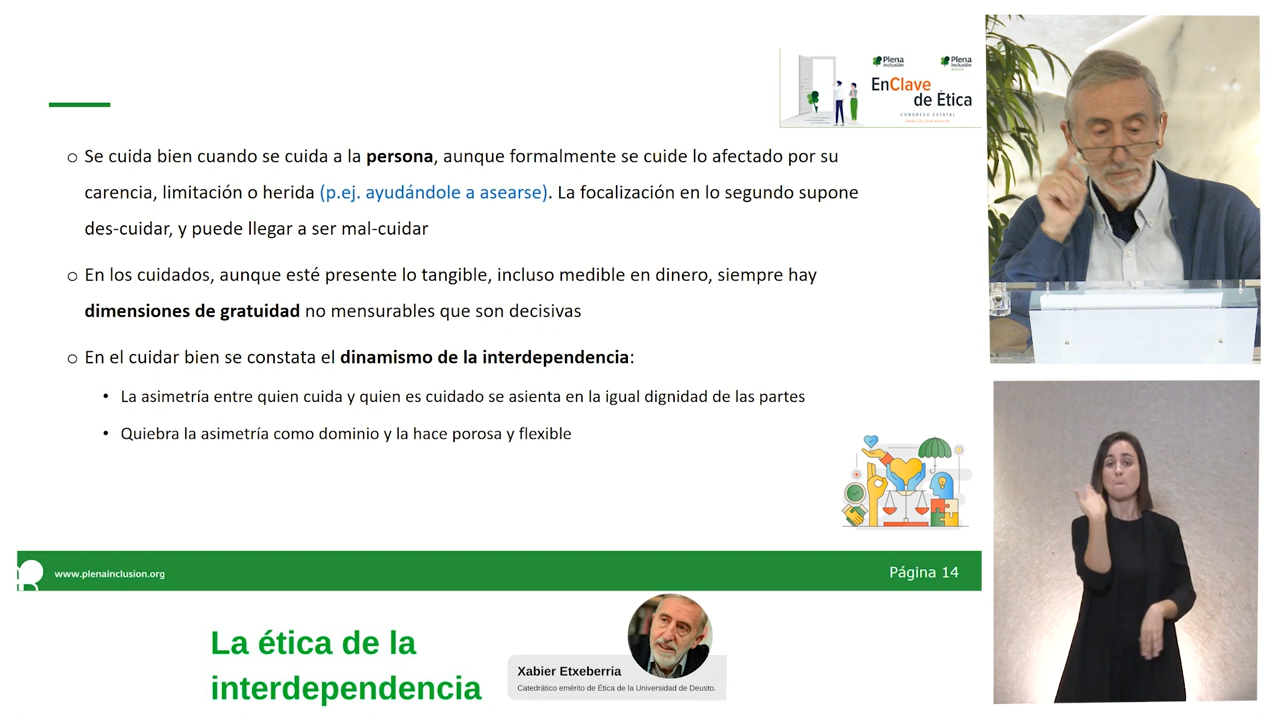 Plena
inclusión
Plena
inclusión
EnClave
de Ética
CONGRESO ESTATAL
Se cuida bien cuando se cuida a la persona, aunque formalmente se cuide lo afectado por su
carencia, limitación o herida (p.ej. ayudándole a asearse). La focalización en lo segundo supone
des-cuidar, y puede llegar a ser mal-cuidar
En los cuidados, aunque esté presente lo tangible, incluso medible en dinero, siempre hay
dimensiones de gratuidad no mensurables que son decisivas
En el cuidar bien se constata el dinamismo de la interdependencia:
La asimetría entre quien cuida y quien es cuidado se asienta en la igual dignidad de las partes
Quiebra la asimetría como dominio y la hace porosa y flexible
www.plenainclusion.org
Página 14
La ética de la
interdependencia
Xabier Etxeberria
Catedrático emérito de Ética de la Universidad de Deusto.